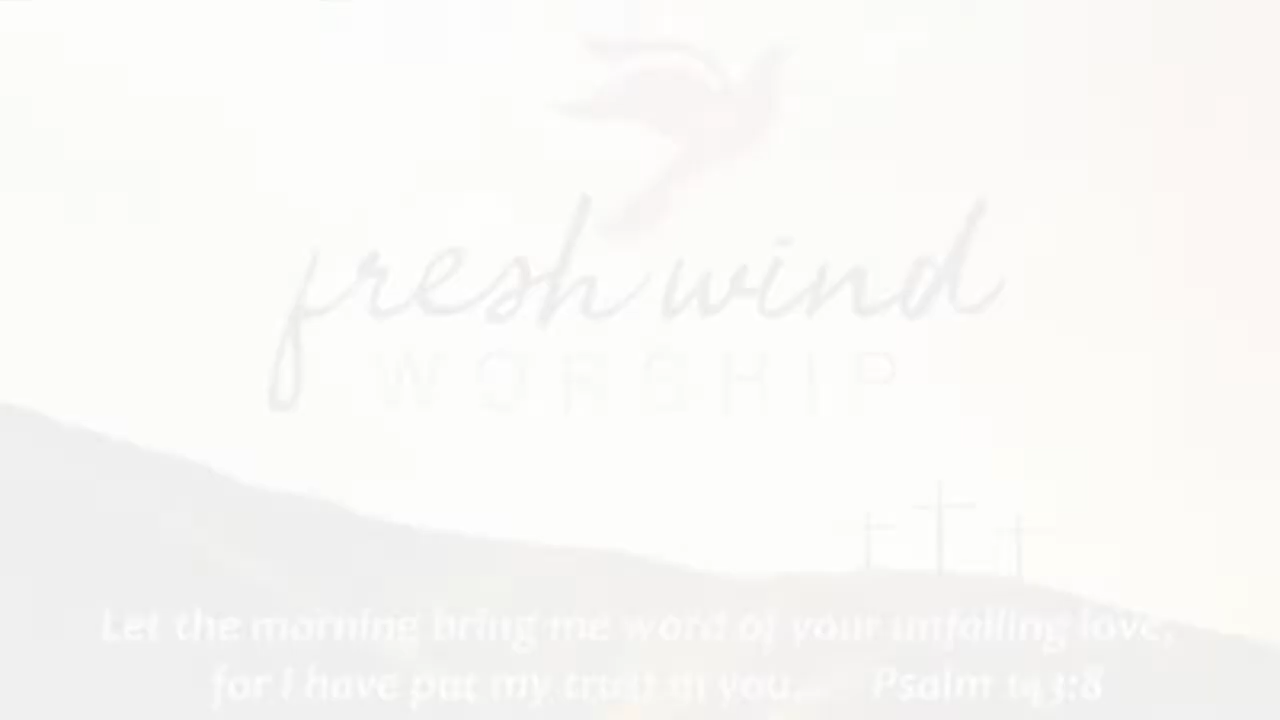 fresh wind
WORSHIP
Let the morning bring me word of your unfailing love,
for I have put my trust in you. Psalm 143:8